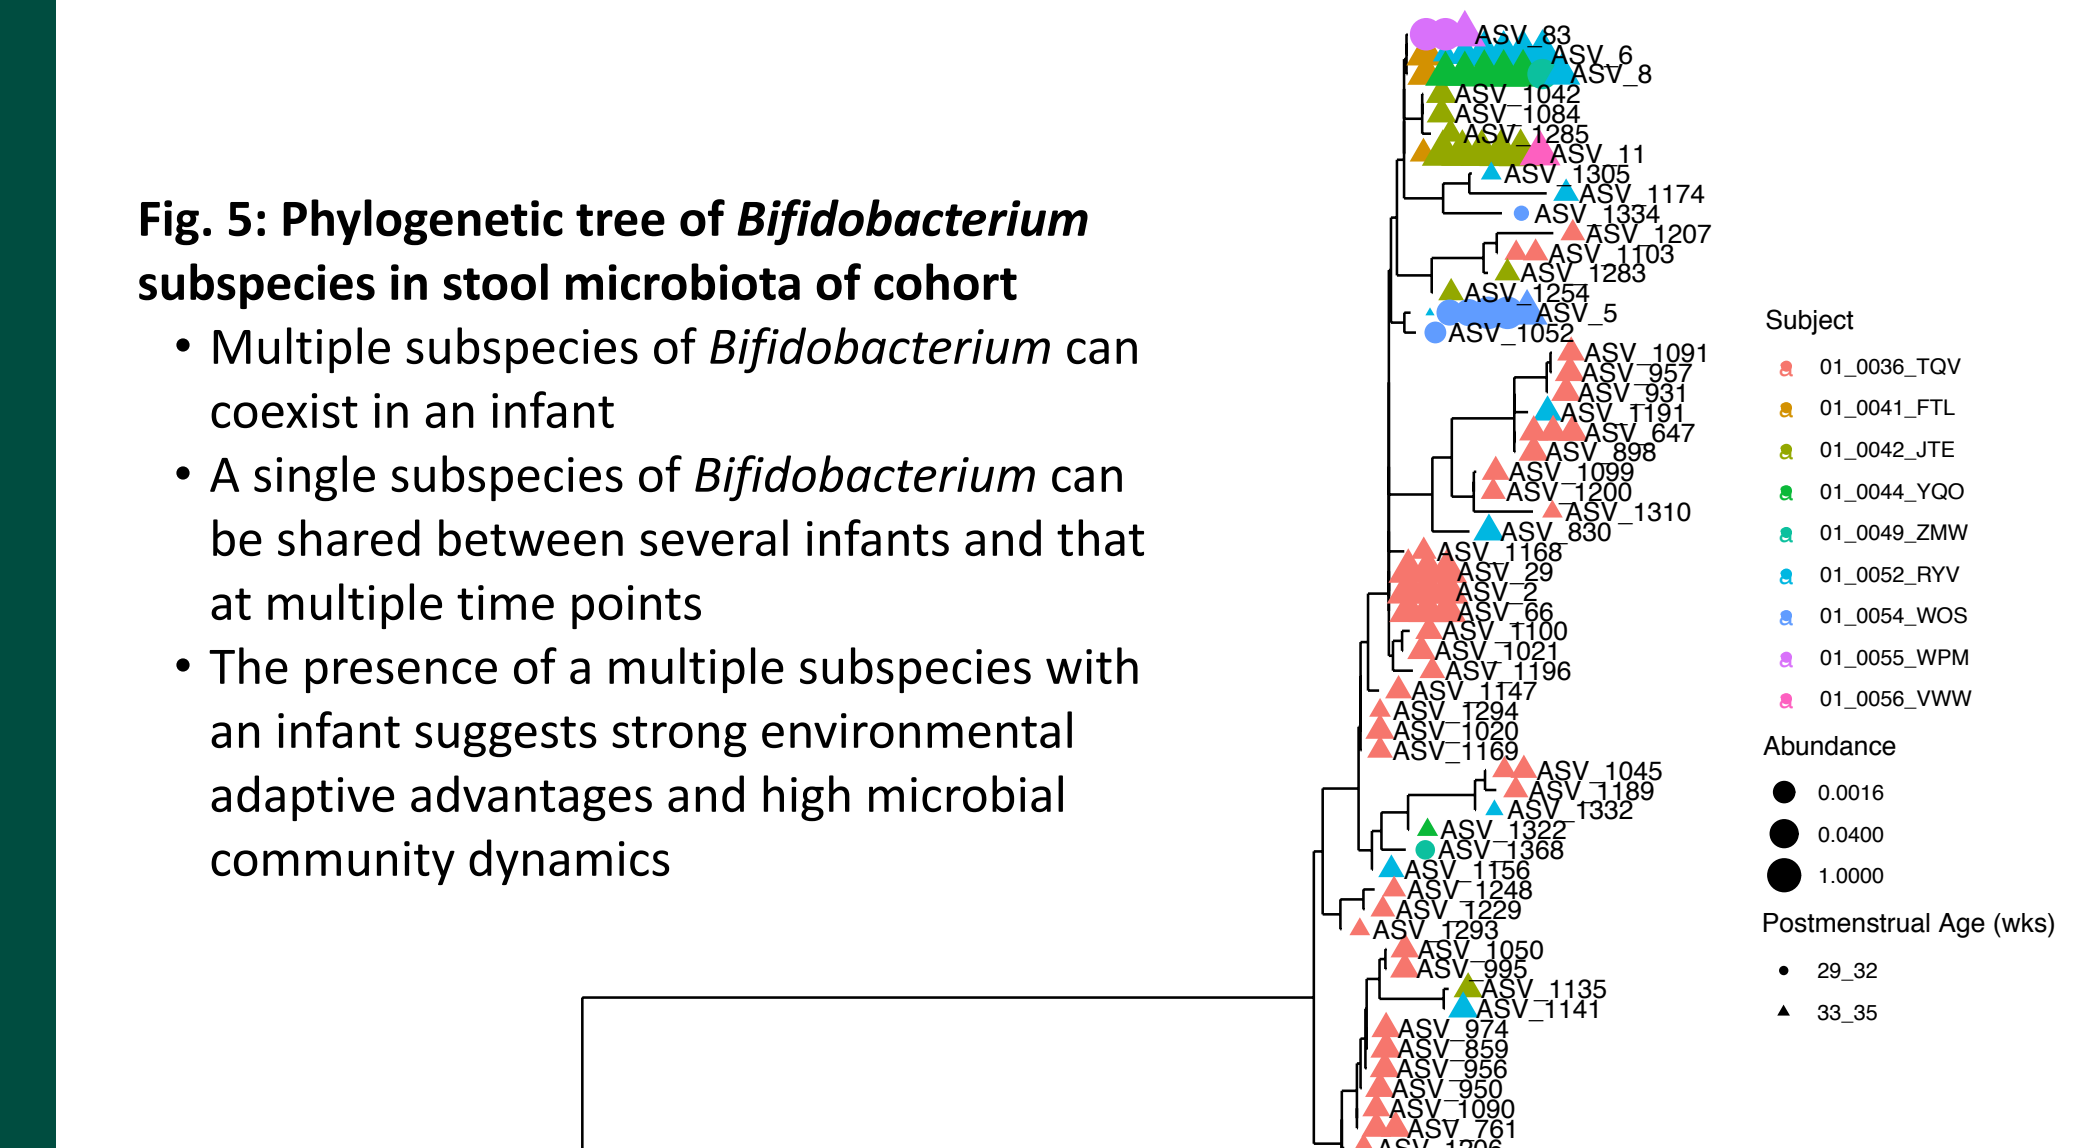 Fig. 5: Phylogenetic tree of Bifidobacterium
subspecies in stool microbiota of cohort
• Multiple subspecies of Bifidobacterium can
coexist in an infant
• A single subspecies of Bifidobacterium can
be shared between several infants and that
at multiple time points
• The presence of a multiple subspecies with
an infant suggests strong environmental
adaptive advantages and high microbial
community dynamics
ASV_83
ASV_6
ASV_8
ASV_1042
ASV_1084
ASV_1285
ASV_11
ASV_1305
ASV_1174
ASV_1334
ASV_1207
ASV_1103
ASV_1283
ASV_1254
ASV_5
ASV_1052
ASV_1091
ASV_957
ASV_931
ASV_1191
ASV_647
ASV_898
ASV_1099
ASV_1200
ASV_1310
ASV_830
ASV_1168
ASV_29
ASV_2
ASV_66
ASV_1100
ASV_1021
ASV_1196
ASV_1147
ASV_1294
ASV_1020
ASV_1169
ASV_1045
ASV_1189
ASV_1332
ASV_1322
ASV_1368
ASV_1156
ASV_1248
ASV_1229
ASV_1293
ASV_1050
ASV_995
ASV_1135
ASV_1141
ASV_974
ASV_859
ASV_956
ASV_950
ASV_1090
ASV_761
Subject
a 01_0036_TQV
a 01_0041_FTL
a 01_0042_JTE
a 01_0044_YQO
a 01_0049_ZMW
a 01_0052_RYV
a 01_0054_WOS
a 01_0055_WPM
a 01_0056_VWW
Abundance
0.0016
0.0400
1.0000
Postmenstrual Age (wks)
29_32
33_35